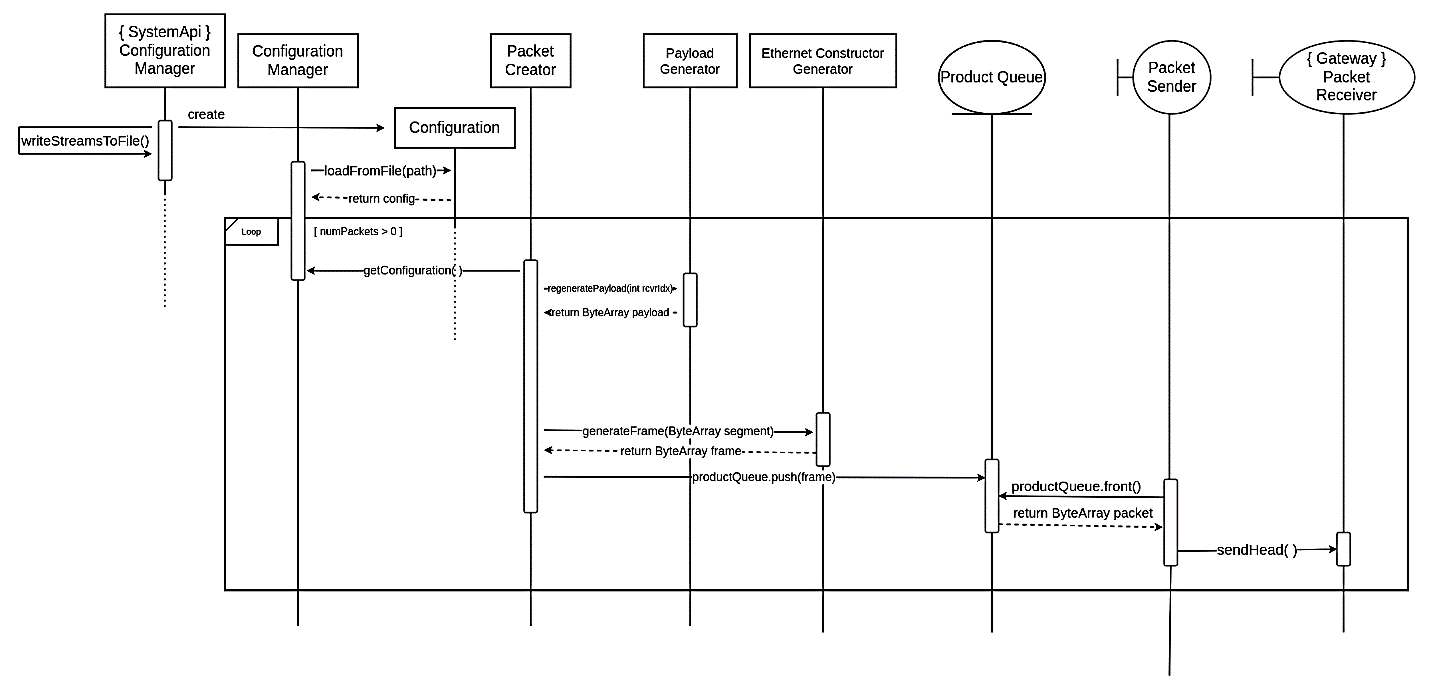 { SystemApi }
Configuration
Manager
Configuration
Manager
Packet
Creator
Payload
Generator
Ethernet Constructor
Generator
Product Queue
Packet
Sender
{ Gateway }
Packet
Receiver
create
Configuration
writeStreamsToFile()
loadFromFile(path)
return config
Loop
[ numPackets > 0 ]
getConfiguration( )
regeneratePayload(int rcvrIdx)
return ByteArray payload
generateFrame(ByteArray segment)
return ByteArray frame
productQueue.push(frame)
productQueue.front()
return ByteArray packet
sendHead( )